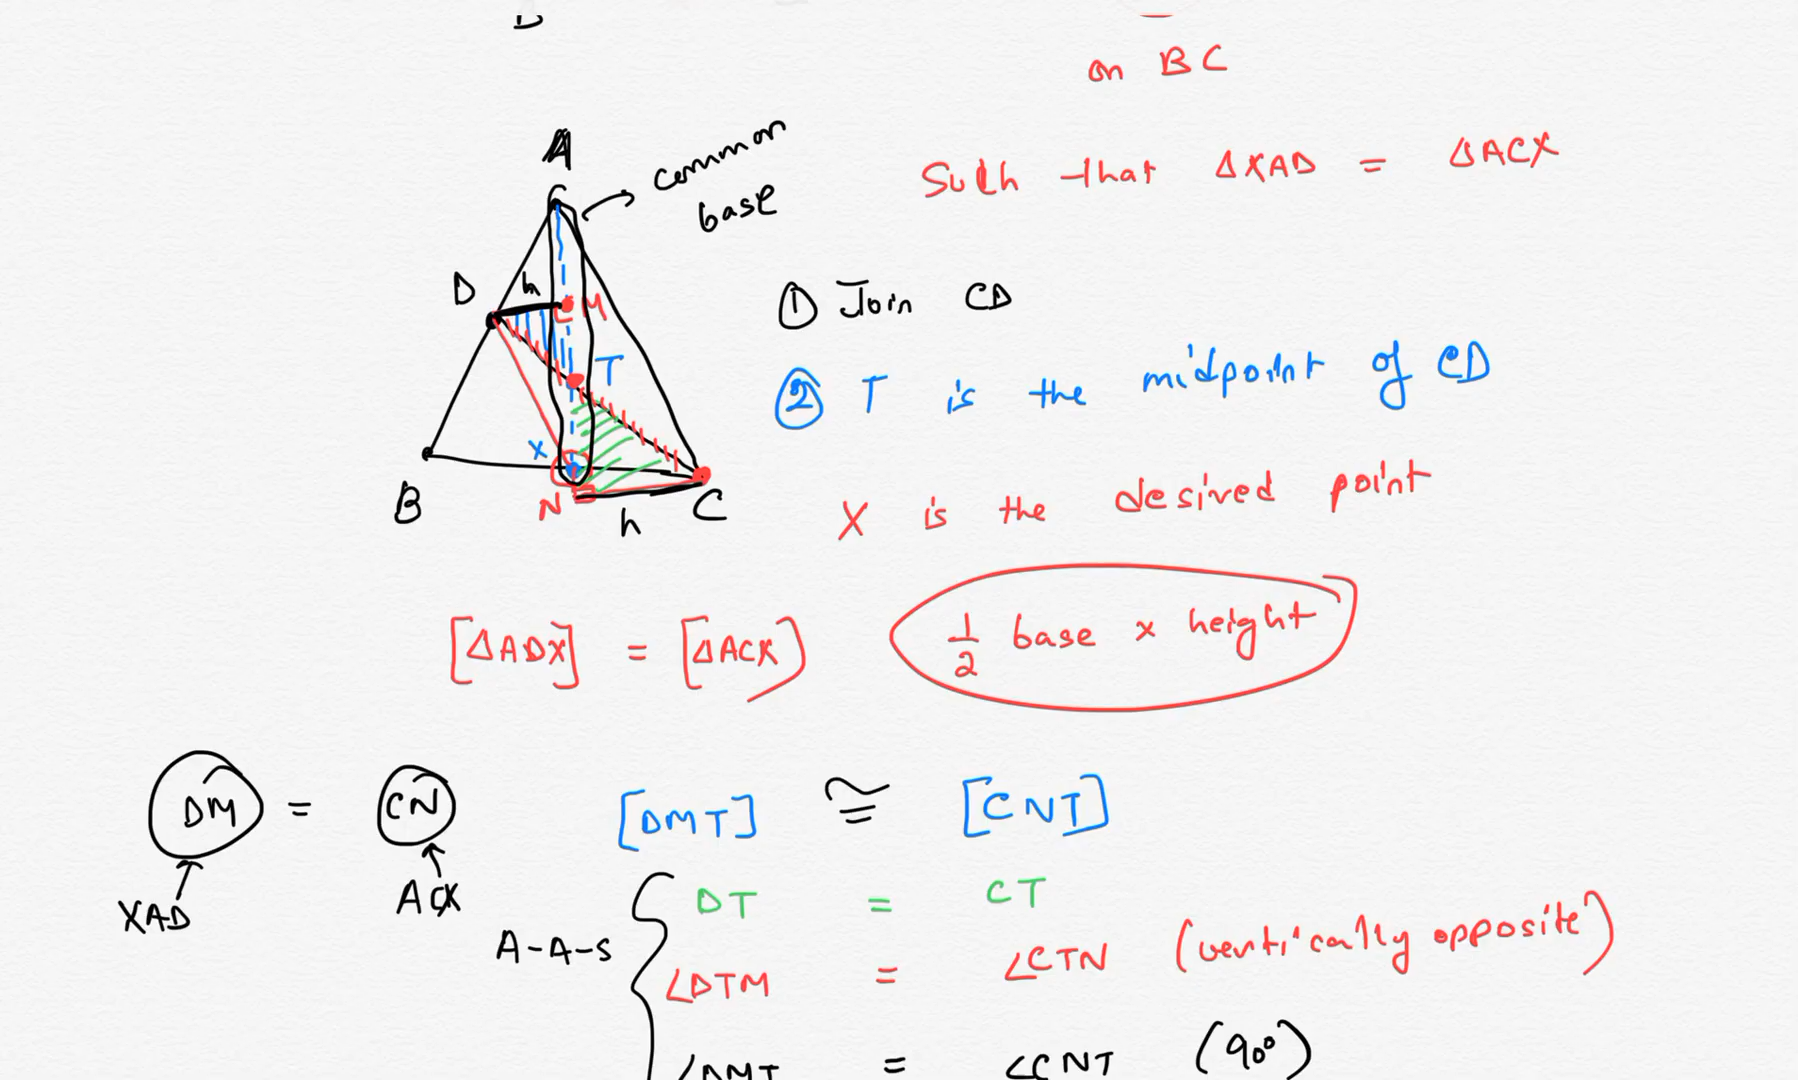 on BC
A
common
base
Such that ΔXAD = ΔACX
D
h
M
① Join CD
T
② T is the midpoint of CD
X
B
N
h
C
X is the desired point
[ΔADX] = [ΔACX)
1/2 base × height
DM = CN
[DMT] ≅ [CNT]
XAD
ACX
DT = CT
A-A-S
∠DTM = ∠CTN (vertically opposite)
∠DMT = ∠CNT (90°)